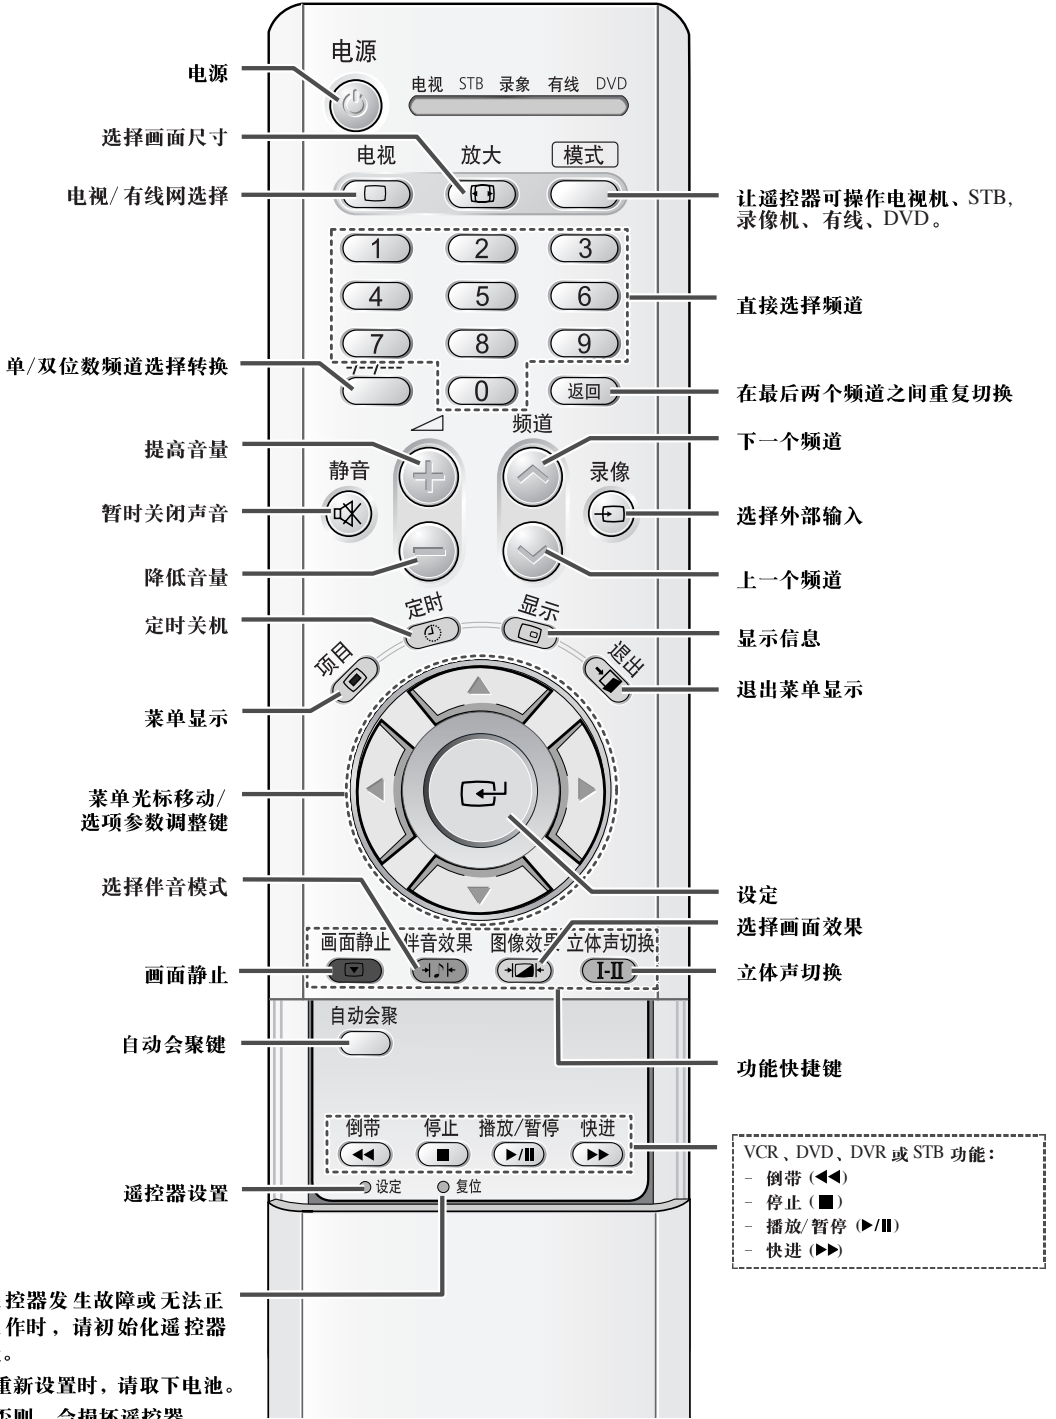 电源
电源
电视 STB 录象 有线 DVD
选择画面尺寸
电视 放大 模式
电视/有线网选择
让遥控器可操作电视机、STB,
录像机、有线、DVD。
1 2 3
4 5 6
直接选择频道
7 8 9
单/双位数频道选择转换
-/-/---
0 返回
在最后两个频道之间重复切换
频道
下一个频道
提高音量
静音 录像
暂时关闭声音
选择外部输入
降低音量
上一个频道
定时 显示
定时关机
显示信息
项目 退出
退出菜单显示
菜单显示
菜单光标移动/
选项参数调整键
选择伴音模式
设定
选择画面效果
画面静止 伴音效果 图像效果 立体声切换
画面静止
I-II
立体声切换
自动会聚
自动会聚键
功能快捷键
倒带 停止 播放/暂停 快进
VCR、DVD、DVR 或 STB 功能:
- 倒带 (◀◀)
- 停止 (■)
- 播放/暂停 (▶/II)
- 快进 (▶▶)
遥控器设置
设定 复位
控器发生故障或无法正
作时,请初始化遥控器
。
重新设置时,请取下电池。
否则,会损坏遥控器